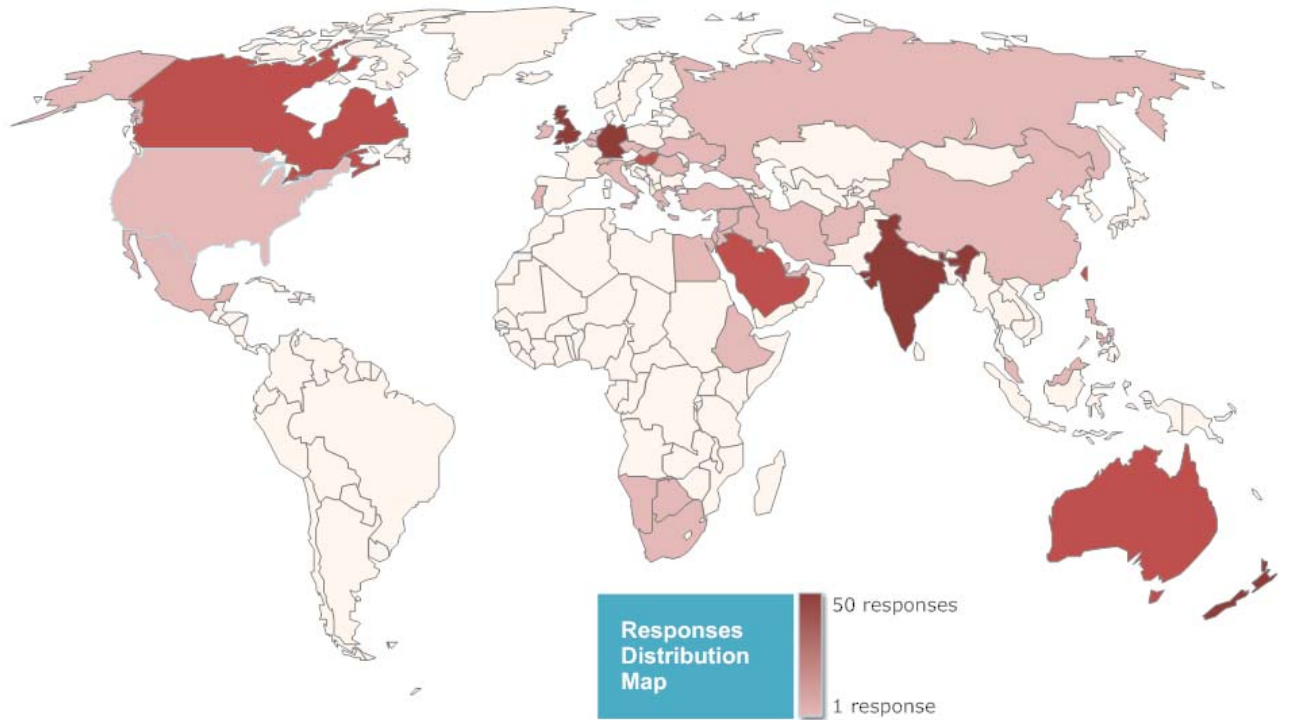 Responses
Distribution
Map
50 responses
1 response